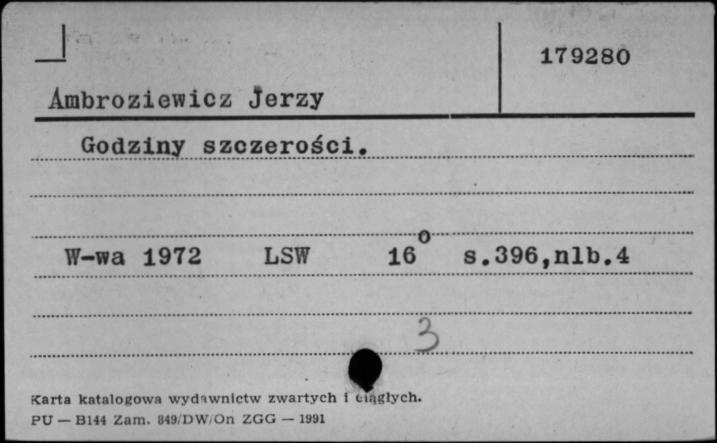 179280
Ambroziewicz Jerzy
Godziny szczerości.
W-wa 1972 LSW 16° s.396,nlb.4
3
Karta katalogowa wydawnictw zwartych i ciągłych.
PU — B144 Zam. 849/DW/On ZGG — 1991